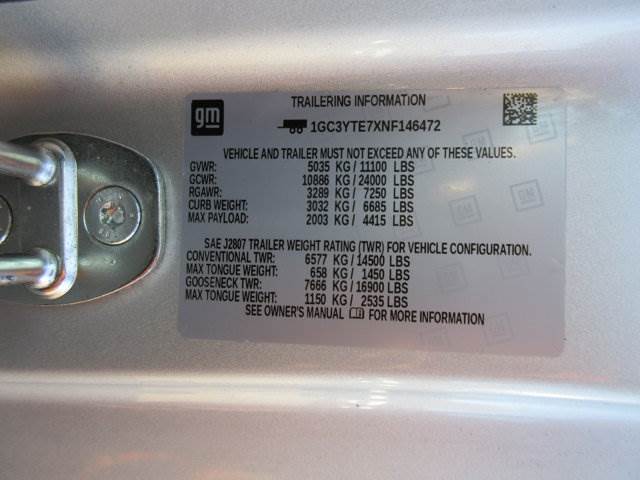 gm
TRAILERING INFORMATION
1GC3YTE7XNF146472
VEHICLE AND TRAILER MUST NOT EXCEED ANY OF THESE VALUES.
GVWR: 5035 KG / 11100 LBS
GCWR: 10886 KG / 24000 LBS
RGAWR: 3289 KG / 7250 LBS
CURB WEIGHT: 3032 KG / 6685 LBS
MAX PAYLOAD: 2003 KG / 4415 LBS
SAE J2807 TRAILER WEIGHT RATING (TWR) FOR VEHICLE CONFIGURATION.
CONVENTIONAL TWR: 6577 KG / 14500 LBS
MAX TONGUE WEIGHT: 658 KG / 1450 LBS
GOOSENECK TWR: 7666 KG / 16900 LBS
MAX TONGUE WEIGHT: 1150 KG / 2535 LBS
SEE OWNER'S MANUAL FOR MORE INFORMATION